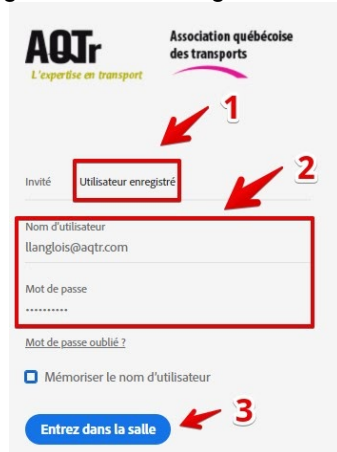 AQTr
L'expertise en transport
Association québécoise
des transports
1
Invité Utilisateur enregistré
2
Nom d'utilisateur
llanglois@aqtr.com
Mot de passe
••••••••••
Mot de passe oublié ?
Mémoriser le nom d'utilisateur
Entrez dans la salle
3